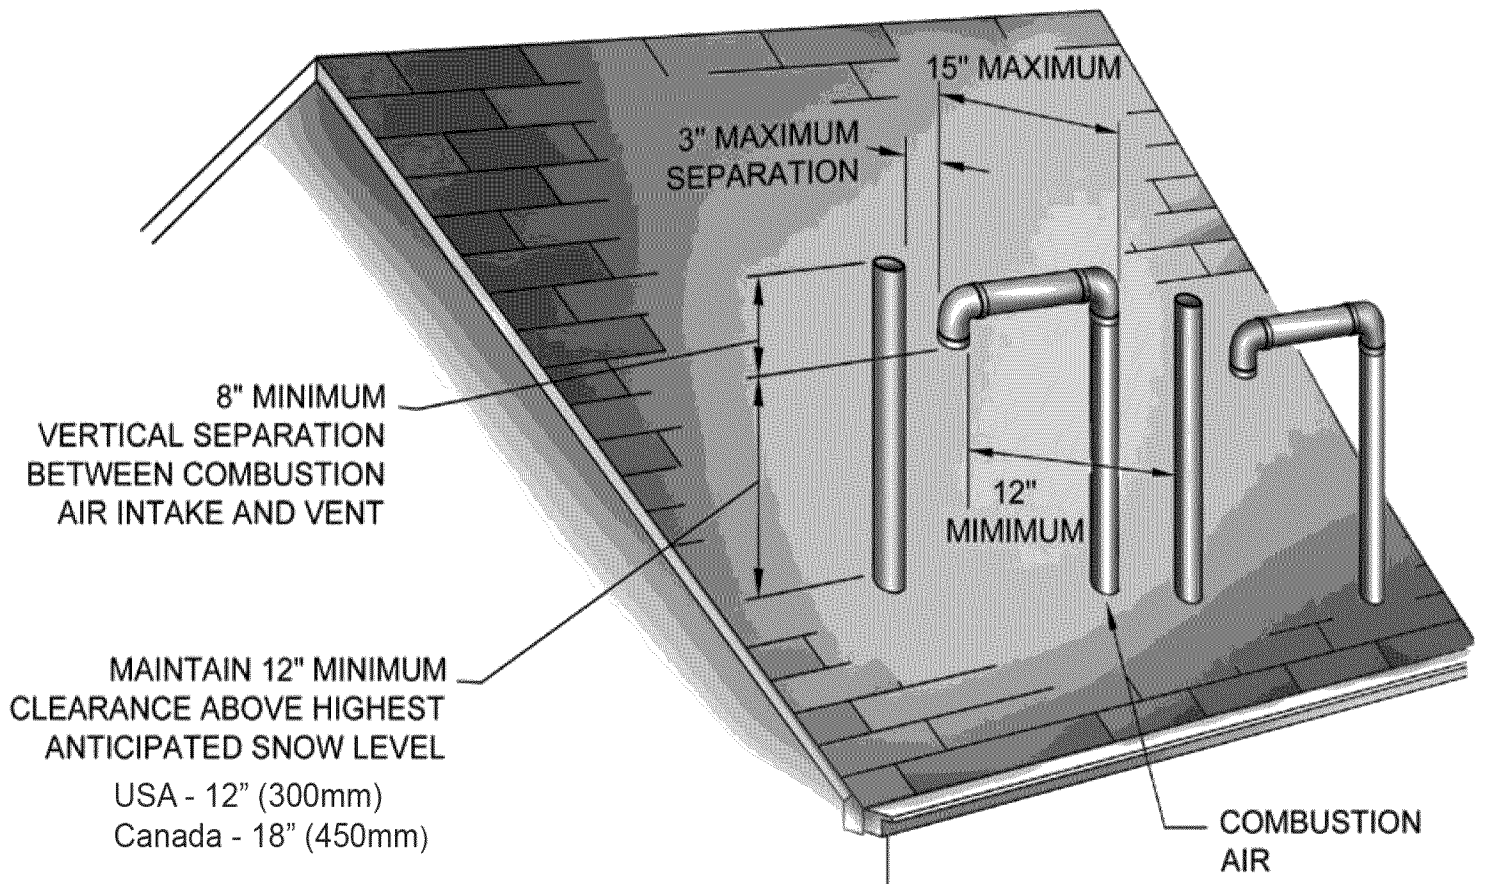 15" MAXIMUM
3" MAXIMUM
SEPARATION
8" MINIMUM
VERTICAL SEPARATION
BETWEEN COMBUSTION
AIR INTAKE AND VENT
12"
MIMIMUM
MAINTAIN 12" MINIMUM
CLEARANCE ABOVE HIGHEST
ANTICIPATED SNOW LEVEL
USA - 12” (300mm)
Canada - 18” (450mm)
COMBUSTION
AIR